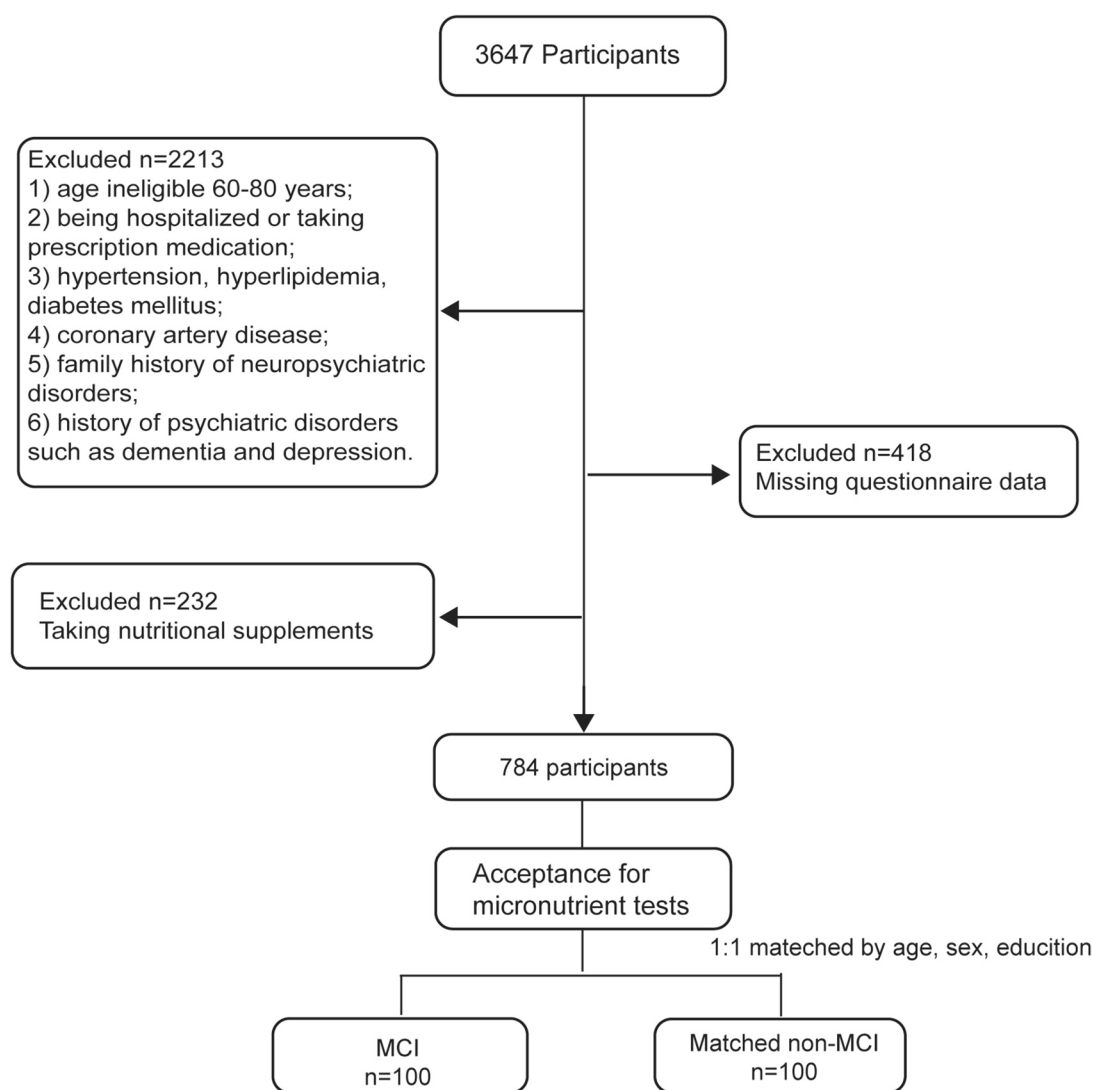 3647 Participants
Excluded n=2213
1) age ineligible 60-80 years;
2) being hospitalized or taking
prescription medication;
3) hypertension, hyperlipidemia,
diabetes mellitus;
4) coronary artery disease;
5) family history of neuropsychiatric
disorders;
6) history of psychiatric disorders
such as dementia and depression.
Excluded n=418
Missing questionnaire data
Excluded n=232
Taking nutritional supplements
784 participants
Acceptance for
micronutrient tests
1:1 mateched by age, sex, educition
MCI
n=100
Matched non-MCI
n=100